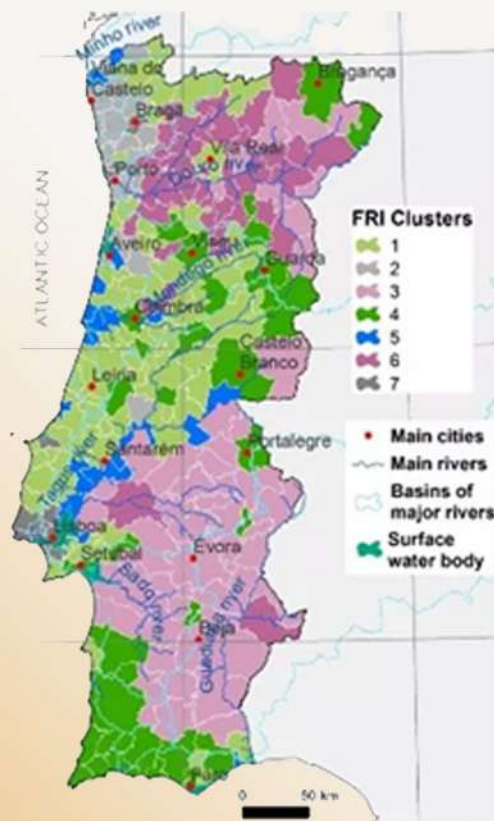 Minho river
Viana do
Castelo
Bragança
Braga
Vila Real
Porto
Douro river
ATLANTIC OCEAN
Aveiro
Viseu
Guarda
Mondego river
Coimbra
Castelo
Branco
Leiria
Portalegre
Santarém
Tagus river
Lisboa
Setúbal
Évora
Sado river
Beja
Guadiana river
Faro
0 50 km
FRI Clusters
1
2
3
4
5
6
7
Main cities
Main rivers
Basins of
major rivers
Surface
water body